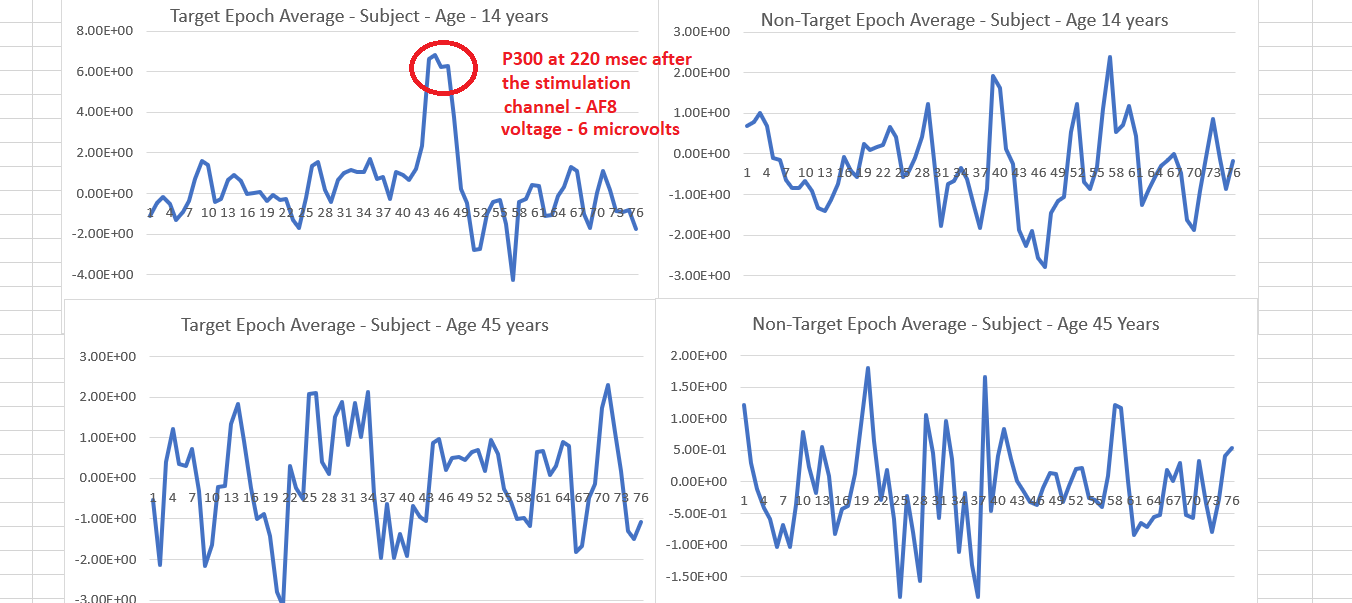 Target Epoch Average - Subject - Age - 14 years
8.00E+00
6.00E+00
4.00E+00
2.00E+00
0.00E+00
-2.00E+00
-4.00E+00
1 4 7 10 13 16 19 22 25 28 31 34 37 40 43 46 49 52 55 58 61 64 67 70 73 76
P300 at 220 msec after
the stimulation
channel - AF8
voltage - 6 microvolts
Non-Target Epoch Average - Subject - Age 14 years
3.00E+00
2.00E+00
1.00E+00
0.00E+00
-1.00E+00
-2.00E+00
-3.00E+00
1 4 7 10 13 16 19 22 25 28 31 34 37 40 43 46 49 52 55 58 61 64 67 70 73 76
Target Epoch Average - Subject - Age 45 years
3.00E+00
2.00E+00
1.00E+00
0.00E+00
-1.00E+00
-2.00E+00
-3.00E+00
1 4 7 10 13 16 19 22 25 28 31 34 37 40 43 46 49 52 55 58 61 64 67 70 73 76
Non-Target Epoch Average - Subject - Age 45 Years
2.00E+00
1.50E+00
1.00E+00
5.00E-01
0.00E+00
-5.00E-01
-1.00E+00
-1.50E+00
1 4 7 10 13 16 19 22 25 28 31 34 37 40 43 46 49 52 55 58 61 64 67 70 73 76